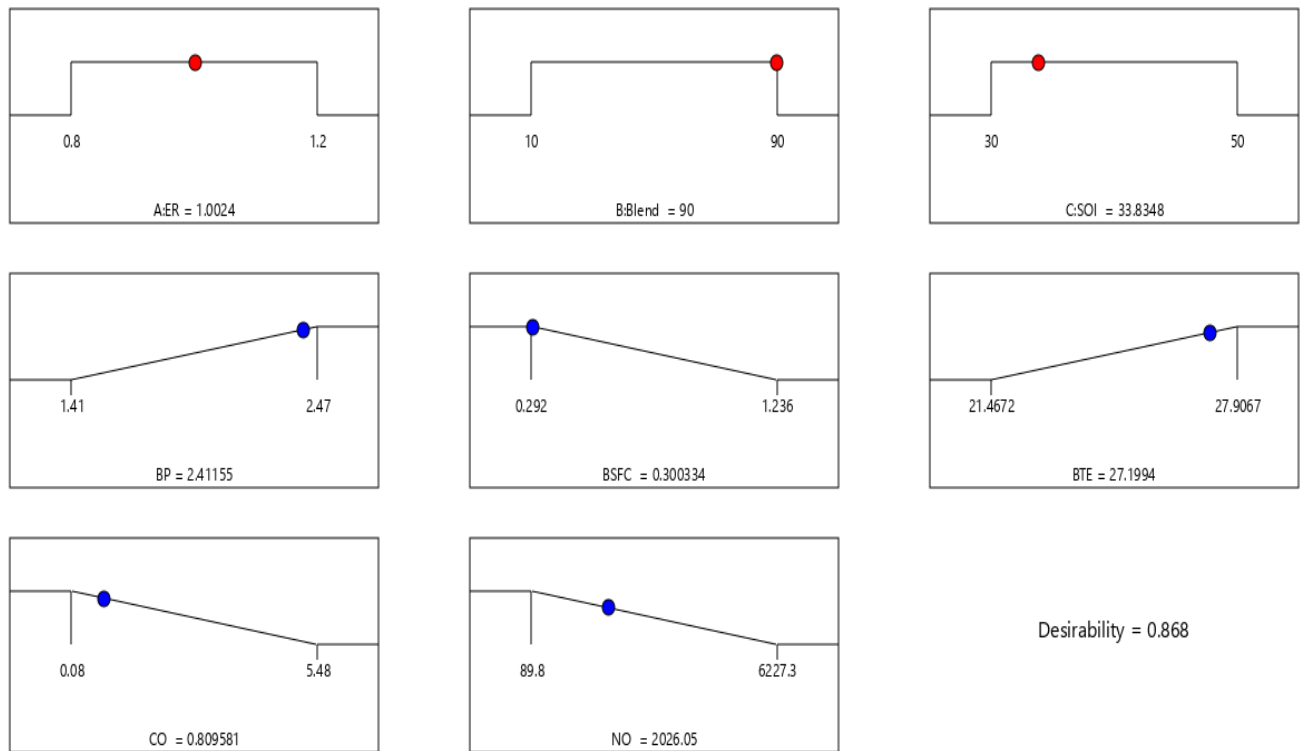 0.8 1.2
A:ER = 1.0024
10 90
B:Blend = 90
30 50
C:SOI = 33.8348
1.41 2.47
BP = 2.41155
0.292 1.236
BSFC = 0.300334
21.4672 27.9067
BTE = 27.1994
0.08 5.48
CO = 0.809581
89.8 6227.3
NO = 2026.05
Desirability = 0.868